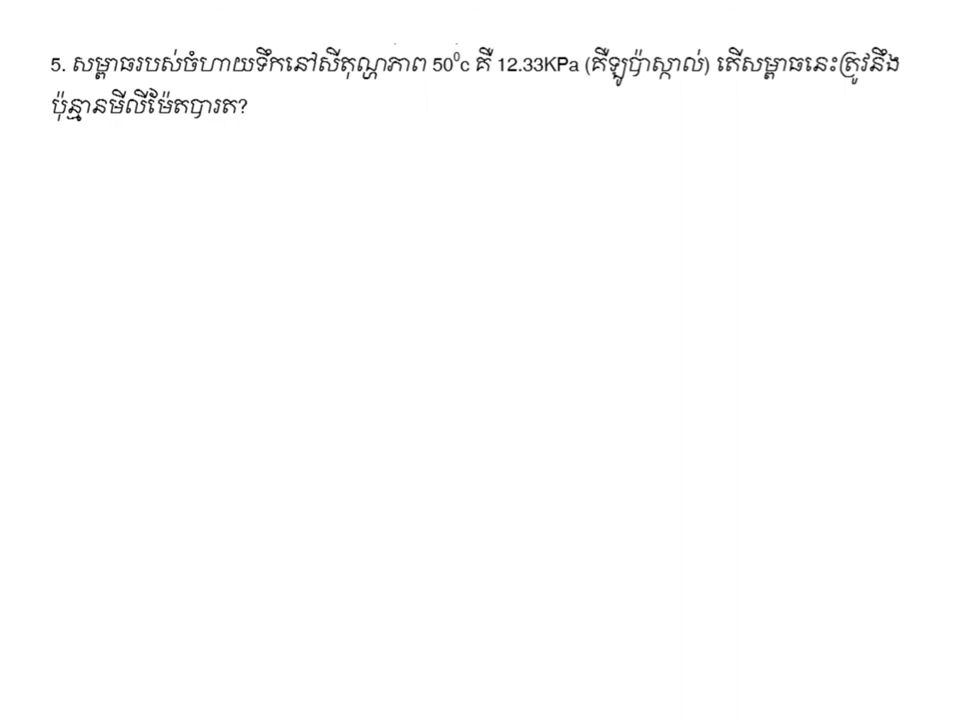 5. សម្ពាធរបស់ចំហាយទឹកនៅសីតុណ្ហភាព 50⁰c គឺ 12.33KPa (គីឡូប៉ាស្កាល់) តើសម្ពាធនេះត្រូវនឹង
ប៉ុន្មានមីលីម៉ែតបារត?